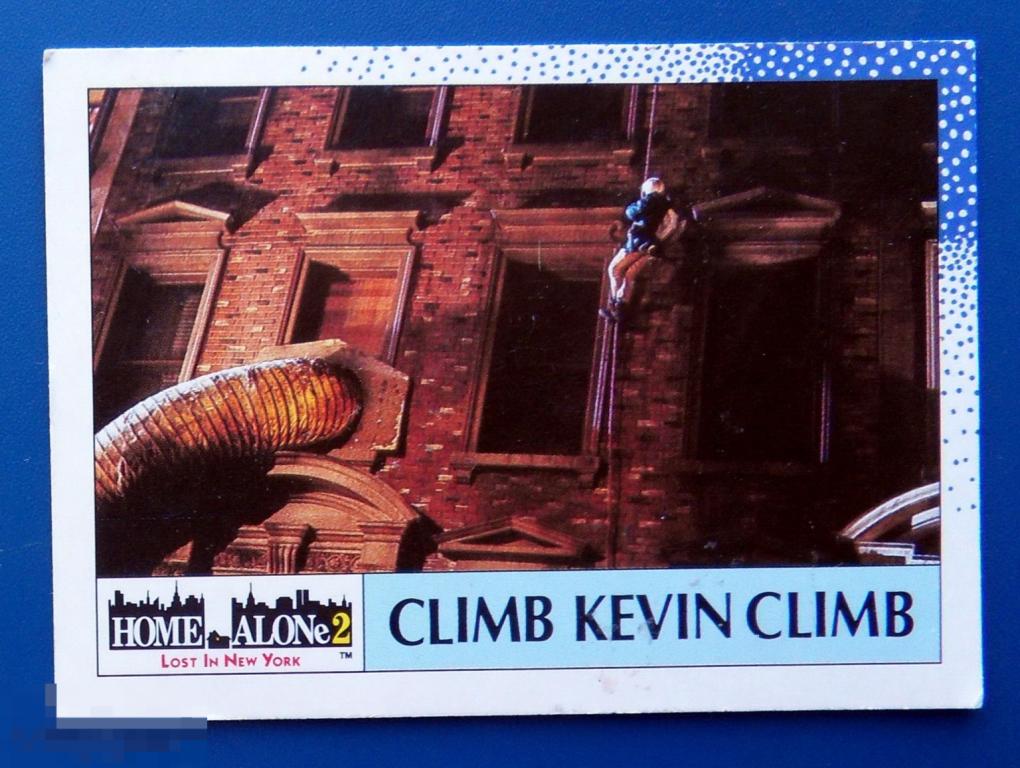 HOME ALONe 2
LOST IN NEW YORK
TM
CLIMB KEVIN CLIMB